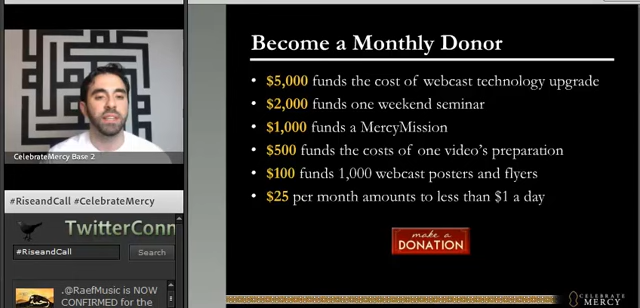 Become a Monthly Donor
• $5,000 funds the cost of webcast technology upgrade
• $2,000 funds one weekend seminar
• $1,000 funds a MercyMission
• $500 funds the costs of one video's preparation
• $100 funds 1,000 webcast posters and flyers
• $25 per month amounts to less than $1 a day
make a
DONATION
CELEBRATE
MERCY
CelebrateMercy Base 2
#RiseandCall #CelebrateMercy
TwitterConn
#RiseandCall
Search
.@RaefMusic is NOW
CONFIRMED for the